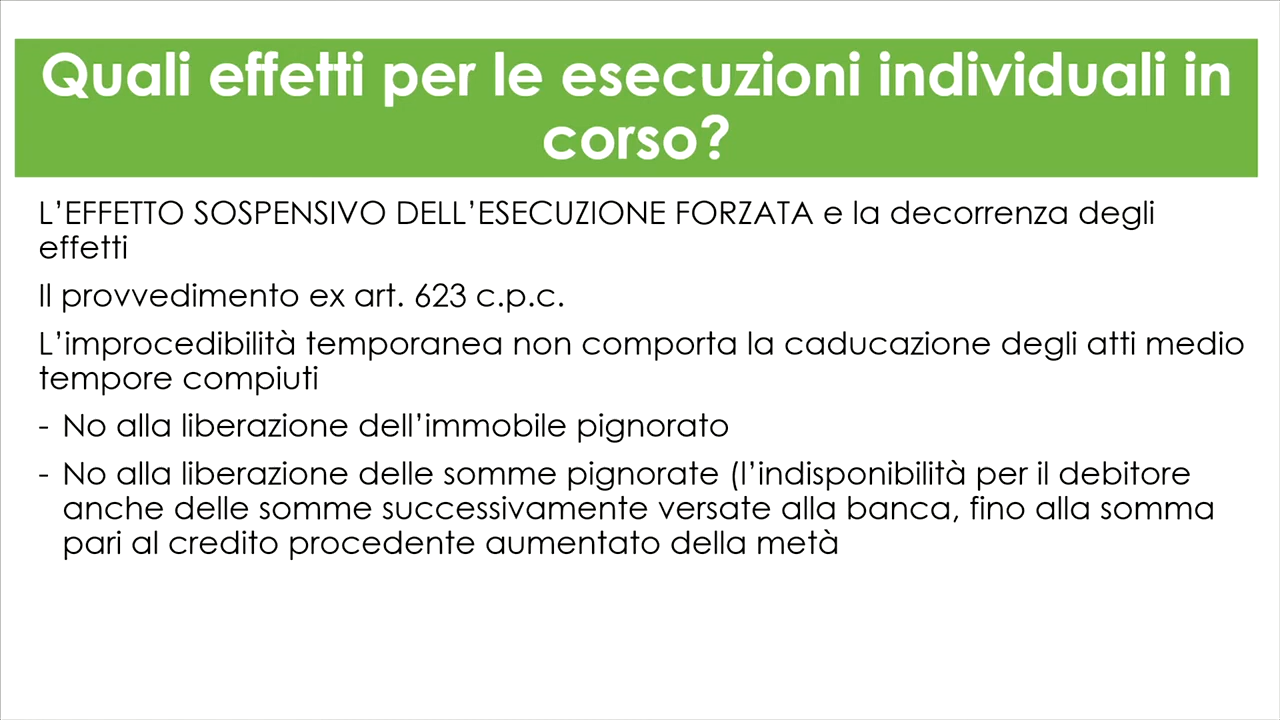 Quali effetti per le esecuzioni individuali in
corso?
L’EFFETTO SOSPENSIVO DELL’ESECUZIONE FORZATA e la decorrenza degli
effetti
Il provvedimento ex art. 623 c.p.c.
L’improcedibilità temporanea non comporta la caducazione degli atti medio
tempore compiuti
- No alla liberazione dell’immobile pignorato
- No alla liberazione delle somme pignorate (l’indisponibilità per il debitore
anche delle somme successivamente versate alla banca, fino alla somma
pari al credito procedente aumentato della metà